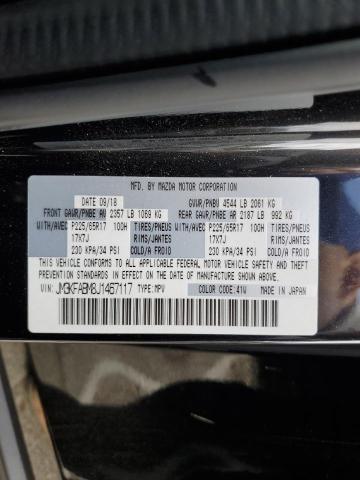 MFD. BY MAZDA MOTOR CORPORATION
DATE 09/18 GVWR/PNBV 4544 LB 2061 KG
FRONT GAWR/PNBE AV 2357 LB 1069 KG REAR GAWR/PNBE AR 2187 LB 992 KG
WITH/AVEC P225/65R17 100H TIRES/PNEUS WITH/AVEC P225/65R17 100H TIRES/PNEUS
17X7J RIMS/JANTES 17X7J RIMS/JANTES
230 KPA/34 PSI COLD/A FROID 230 KPA/34 PSI COLD/A FROID
THIS VEHICLE CONFORMS TO ALL APPLICABLE FEDERAL MOTOR VEHICLE SAFETY,
BUMPER, AND THEFT PREVENTION STANDARDS IN EFFECT ON THE DATE OF
MANUFACTURE SHOWN ABOVE.
VIN: JM3KFABM8J1467117 TYPE:MPV COLOR CODE:41W MADE IN JAPAN